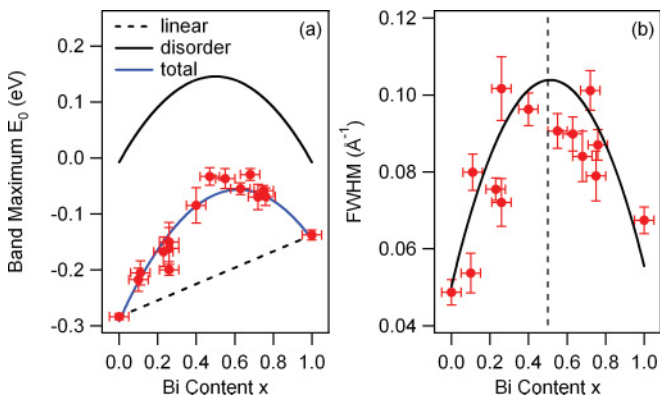 linear
disorder
total
(a)
Band Maximum E0 (eV)
0.2
0.1
0.0
-0.1
-0.2
-0.3
0.0 0.2 0.4 0.6 0.8 1.0
Bi Content x
(b)
FWHM (Å-1)
0.12
0.10
0.08
0.06
0.04
0.0 0.2 0.4 0.6 0.8 1.0
Bi Content x